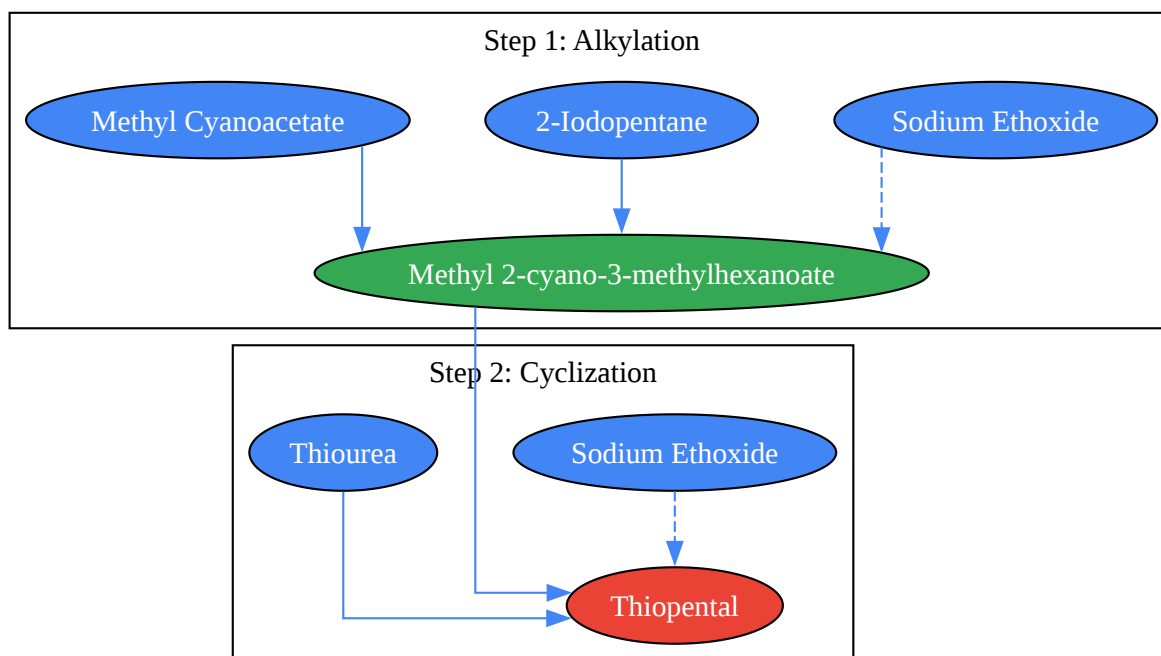 Step 1: Alkylation
Methyl Cyanoacetate
2-Iodopentane
Sodium Ethoxide
Methyl 2-cyano-3-methylhexanoate
Step 2: Cyclization
Thiourea
Sodium Ethoxide
Thiopental